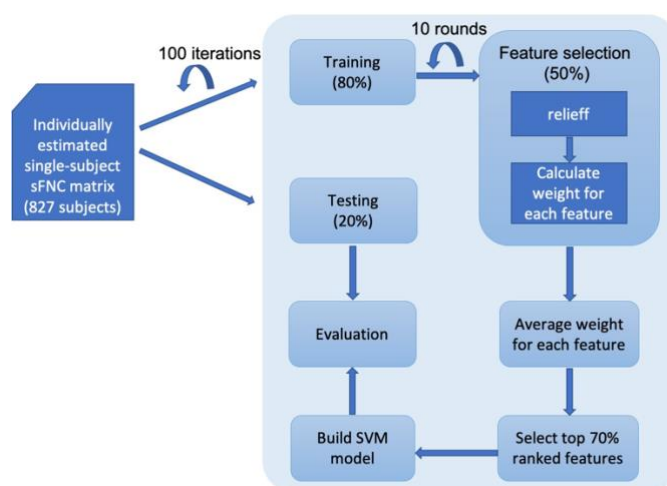 100 iterations
10 rounds
Individually
estimated
single-subject
sFNC matrix
(827 subjects)
Training
(80%)
Feature selection
(50%)
relieff
Calculate
weight for
each feature
Testing
(20%)
Evaluation
Average weight
for each feature
Build SVM
model
Select top 70%
ranked features